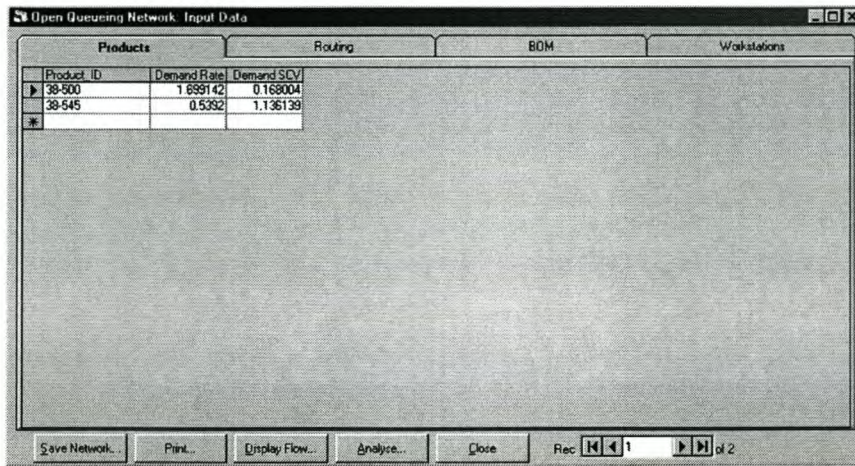 Open Queueing Network: Input Data
Products Routing BOM Workstations
Product_ID Demand Rate Demand SCV
38-500 1.699142 0.168004
38-545 0.5392 1.136139
Save Network... Print... Display Flow... Analyse... Close Rec 1 of 2